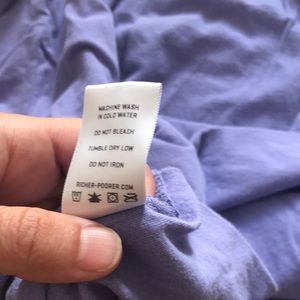 MACHINE WASH
IN COLD WATER
DO NOT BLEACH
TUMBLE DRY LOW
DO NOT IRON
RICHER-POORER.COM